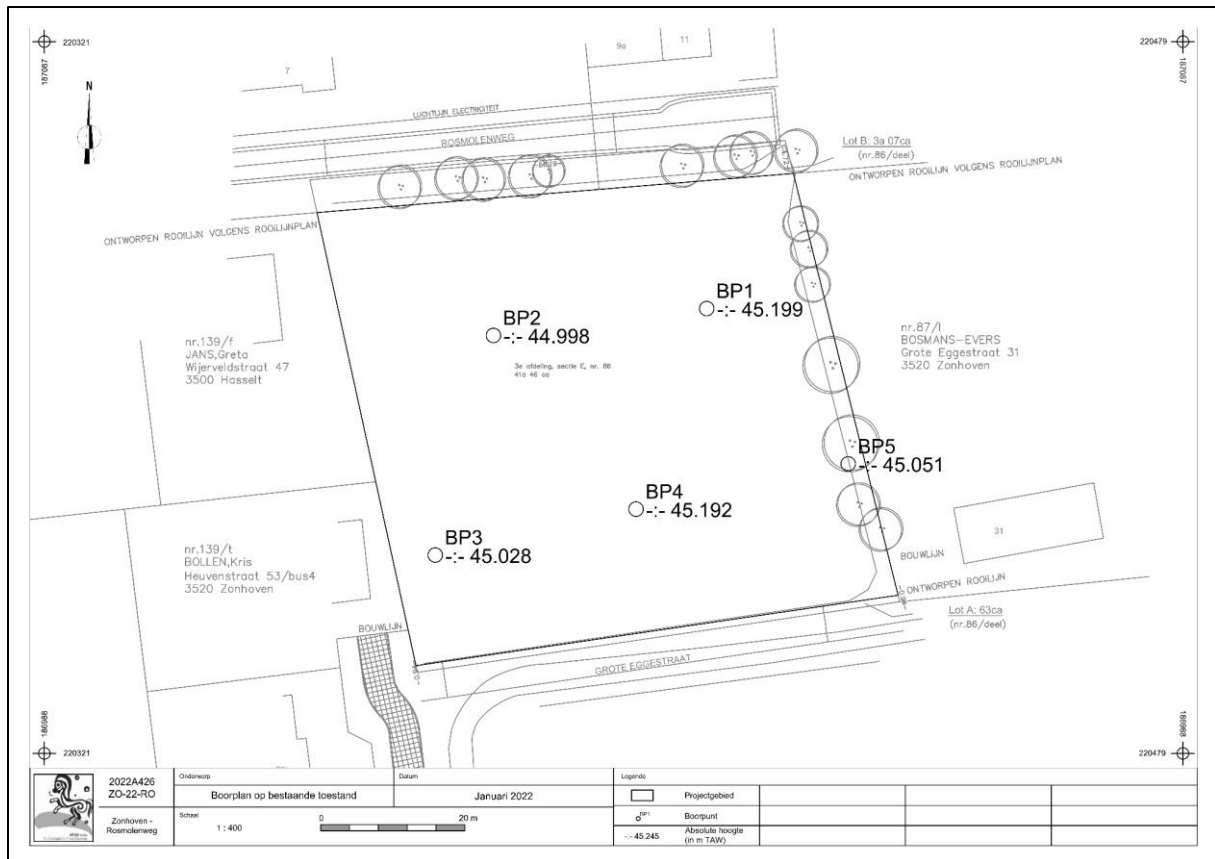 220321
187087
220479
187087
N
7
9a
11
LUCHTLIJN ELECTRICITEIT
ROSMOLENWEG
Lot B: 3a 07ca
(nr.86/deel)
ONTWORPEN ROOILIJN VOLGENS ROOILIJNPLAN
ONTWORPEN ROOILIJN VOLGENS ROOILIJNPLAN
BP1
-:- 45.199
BP2
-:- 44.998
3e afdeling, sectie E, nr. 86
41a 46 ca
nr.139/f
JANS,Greta
Wijerveldstraat 47
3500 Hasselt
nr.87/l
BOSMANS-EVERS
Grote Eggestraat 31
3520 Zonhoven
BP5
-:- 45.051
BP4
-:- 45.192
BP3
-:- 45.028
31
nr.139/t
BOLLEN,Kris
Heuvenstraat 53/bus4
3520 Zonhoven
BOUWLIJN
ONTWORPEN ROOILIJN
Lot A: 63ca
(nr.86/deel)
BOUWLIJN
GROTE EGGESTRAAT
186988
220321
186988
220479
2022A426
ZO-22-RO
Zonhoven -
Rosmolenweg
Onderwerp
Boorplan op bestaande toestand
Datum
Januari 2022
Schaal
1 : 400
0
20 m
Legende
Projectgebied
BP1
Boorpunt
-:- 45.245
Absolute hoogte
(in m TAW)